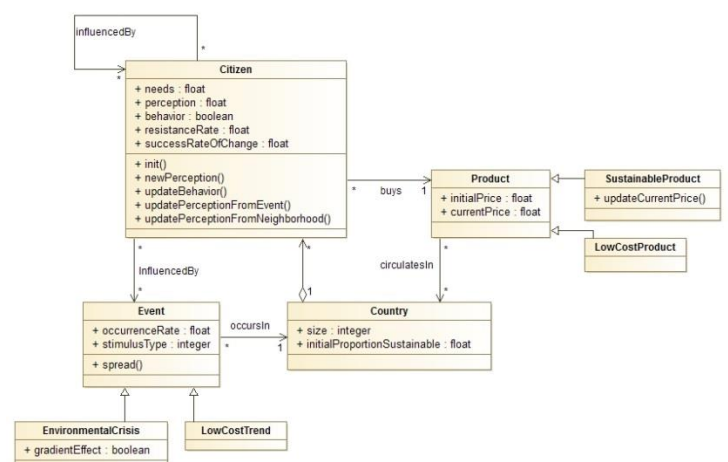 influencedBy
*
*
Citizen
+ needs : float
+ perception : float
+ behavior : boolean
+ resistanceRate : float
+ successRateOfChange : float
+ init()
+ newPerception()
+ updateBehavior()
+ updatePerceptionFromEvent()
+ updatePerceptionFromNeighborhood()
* buys 1
Product
+ initialPrice : float
+ currentPrice : float
SustainableProduct
+ updateCurrentPrice()
LowCostProduct
* * *
InfluencedBy
circulatesIn
* 1 *
Event
+ occurrenceRate : float
+ stimulusType : integer
+ spread()
occursIn
* 1
Country
+ size : integer
+ initialProportionSustainable : float
EnvironmentalCrisis
+ gradientEffect : boolean
LowCostTrend